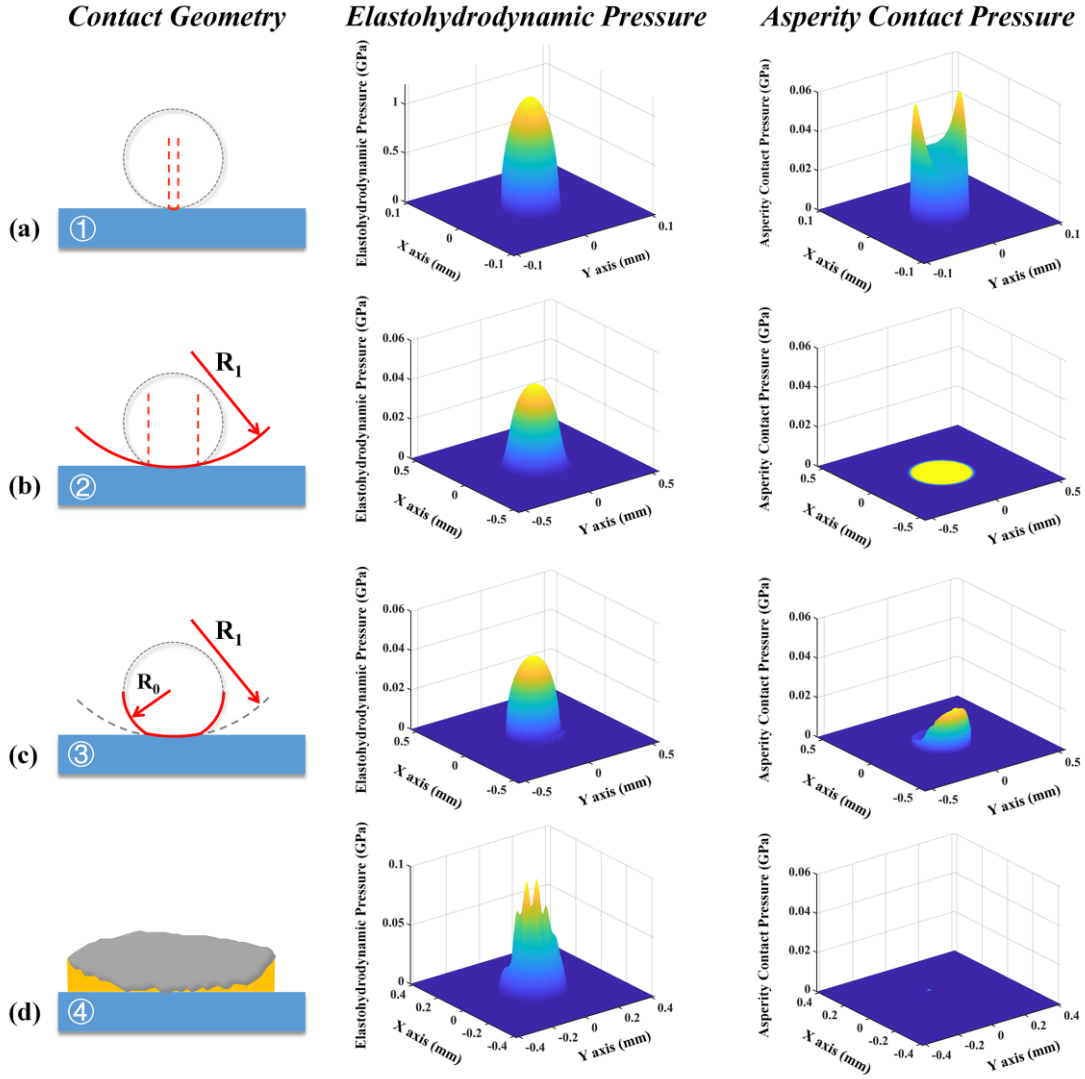 Contact Geometry Elastohydrodynamic Pressure Asperity Contact Pressure
(a)
①
Elastohydrodynamic Pressure (GPa)
1
0.5
0
0.1
0
-0.1
X axis (mm)
-0.1
0
0.1
Y axis (mm)
Asperity Contact Pressure (GPa)
0.06
0.04
0.02
0
0.1
0
-0.1
X axis (mm)
-0.1
0
0.1
Y axis (mm)
(b)
R1
②
Elastohydrodynamic Pressure (GPa)
0.06
0.04
0.02
0
0.5
0
-0.5
X axis (mm)
-0.5
0
0.5
Y axis (mm)
Asperity Contact Pressure (GPa)
0.06
0.04
0.02
0
0.5
0
-0.5
X axis (mm)
-0.5
0
0.5
Y axis (mm)
(c)
R1
R0
③
Elastohydrodynamic Pressure (GPa)
0.06
0.04
0.02
0
0.5
0
-0.5
X axis (mm)
-0.5
0
0.5
Y axis (mm)
Asperity Contact Pressure (GPa)
0.06
0.04
0.02
0
0.5
0
-0.5
X axis (mm)
-0.5
0
0.5
Y axis (mm)
(d)
④
Elastohydrodynamic Pressure (GPa)
0.1
0.05
0
0.4
0.2
0
-0.2
-0.4
X axis (mm)
-0.4
-0.2
0
0.2
0.4
Y axis (mm)
Asperity Contact Pressure (GPa)
0.06
0.04
0.02
0
0.4
0.2
0
-0.2
-0.4
X axis (mm)
-0.4
-0.2
0
0.2
0.4
Y axis (mm)